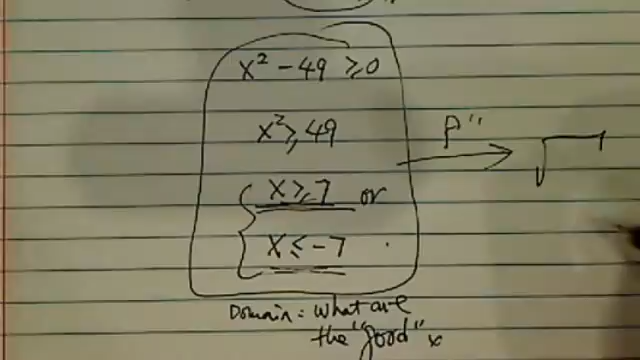 x² - 49 ≥ 0
x² ≥ 49
x ≥ 7 or
x ≤ -7
f"
√
Domain: what are
the "good" x